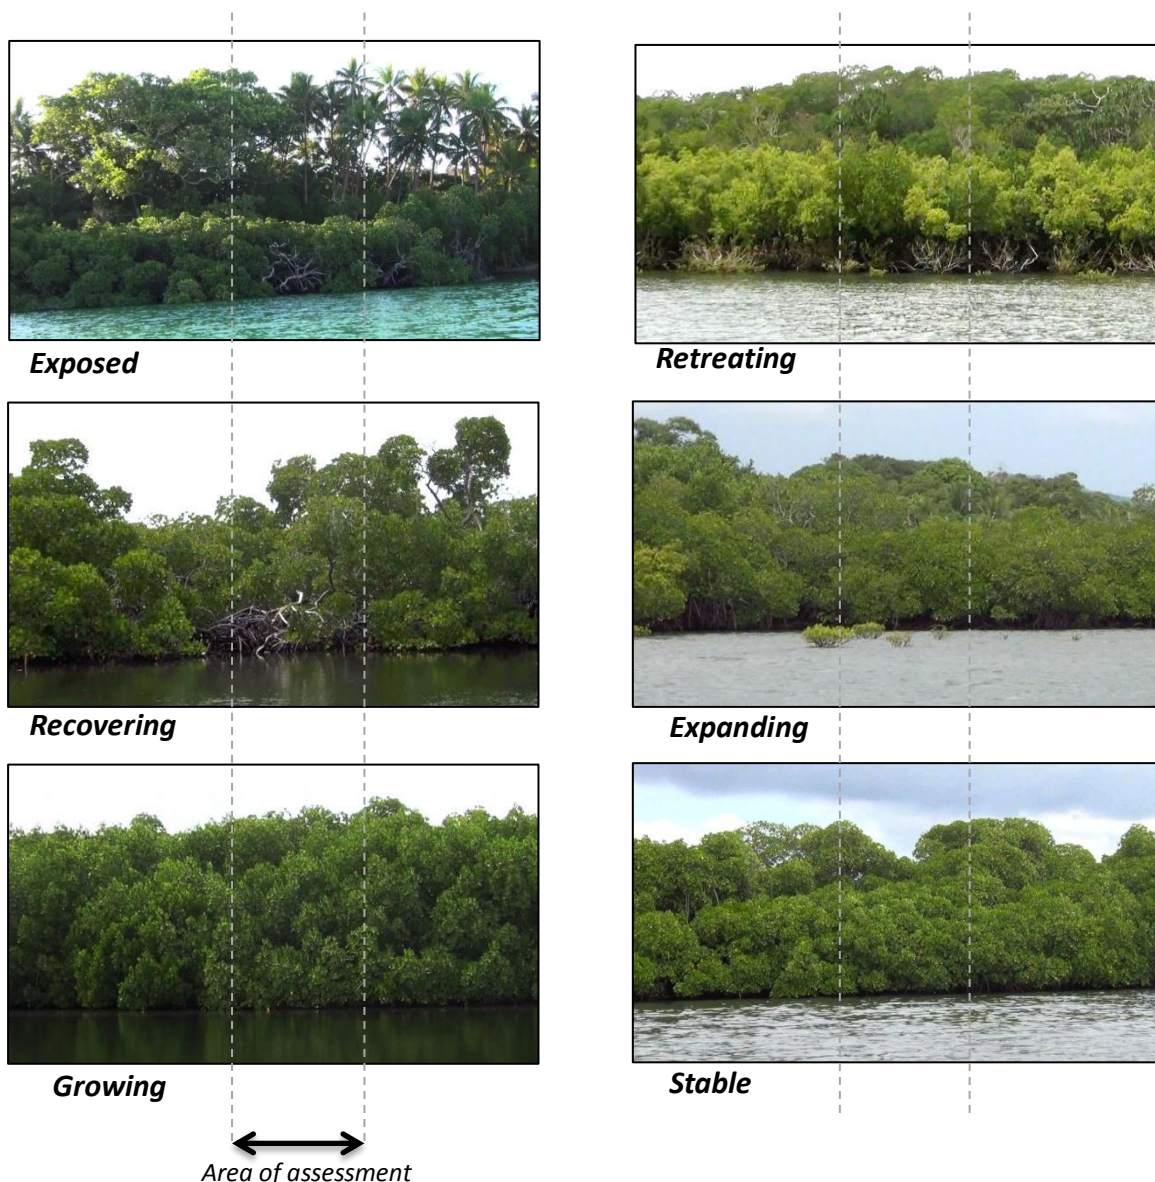 Exposed
Retreating
Recovering
Expanding
Growing
Stable
Area of assessment